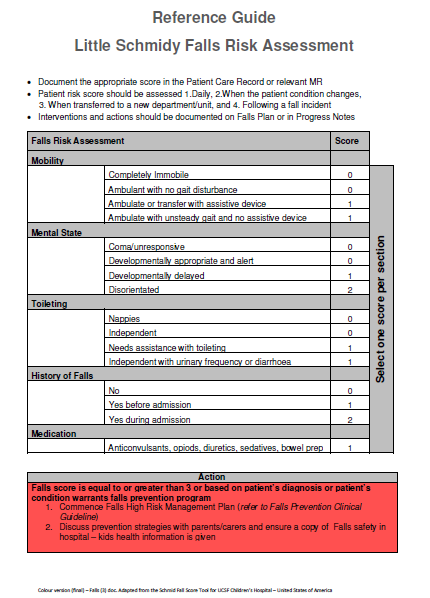 Reference Guide
Little Schmidy Falls Risk Assessment
• Document the appropriate score in the Patient Care Record or relevant MR
• Patient risk score should be assessed 1.Daily, 2.When the patient condition changes,
3. When transferred to a new department/unit, and 4. Following a fall incident
• Interventions and actions should be documented on Falls Plan or in Progress Notes
Falls Risk Assessment Score
Mobility
Completely Immobile 0
Ambulant with no gait disturbance 0
Ambulate or transfer with assistive device 1
Ambulate with unsteady gait and no assistive device 1
Mental State
Coma/unresponsive 0
Developmentally appropriate and alert 0
Developmentally delayed 1
Disorientated 2
Toileting
Nappies 0
Independent 0
Needs assistance with toileting 1
Independent with urinary frequency or diarrhoea 1
History of Falls
No 0
Yes before admission 1
Yes during admission 2
Medication
Anticonvulsants, opiods, diuretics, sedatives, bowel prep 1
Select one score per section
Action
Falls score is equal to or greater than 3 or based on patient's diagnosis or patient's
condition warrants falls prevention program
1. Commence Falls High Risk Management Plan (refer to Falls Prevention Clinical
Guideline)
2. Discuss prevention strategies with parents/carers and ensure a copy of Falls safety in
hospital – kids health information is given
Colour version (final) – Falls (3) doc. Adapted from the Schmid Fall Score Tool for UCSF Children's Hospital – United States of America